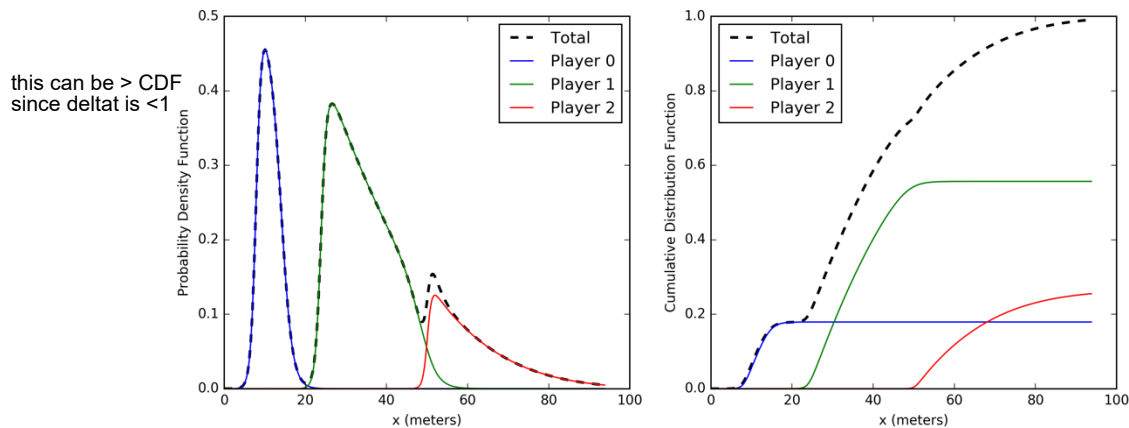 this can be > CDF
since deltat is <1
Probability Density Function
0.5
0.4
0.3
0.2
0.1
0.0
0
20
40
60
80
100
x (meters)
Total
Player 0
Player 1
Player 2
Cumulative Distribution Function
1.0
0.8
0.6
0.4
0.2
0.0
0
20
40
60
80
100
x (meters)
Total
Player 0
Player 1
Player 2